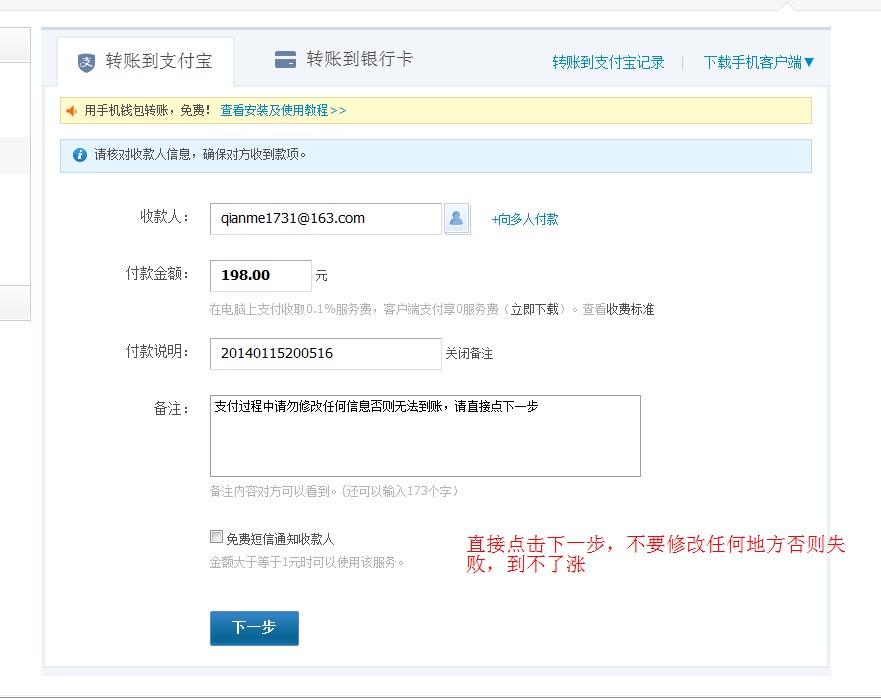 转账到支付宝 转账到银行卡 转账到支付宝记录 | 下载手机客户端▼
用手机钱包转账，免费！ 查看安装及使用教程>>
请核对收款人信息，确保对方收到款项。
收款人： qianme1731@163.com +向多人付款
付款金额： 198.00 元
在电脑上支付收取0.1%服务费，客户端支付享0服务费（立即下载）。查看收费标准
付款说明： 20140115200516 关闭备注
备注： 支付过程中请勿修改任何信息否则无法到账，请直接点下一步
备注内容对方可以看到。（还可以输入173个字）
免费短信通知收款人
金额大于等于1元时可以使用该服务。
直接点击下一步，不要修改任何地方否则失
败，到不了涨
下一步